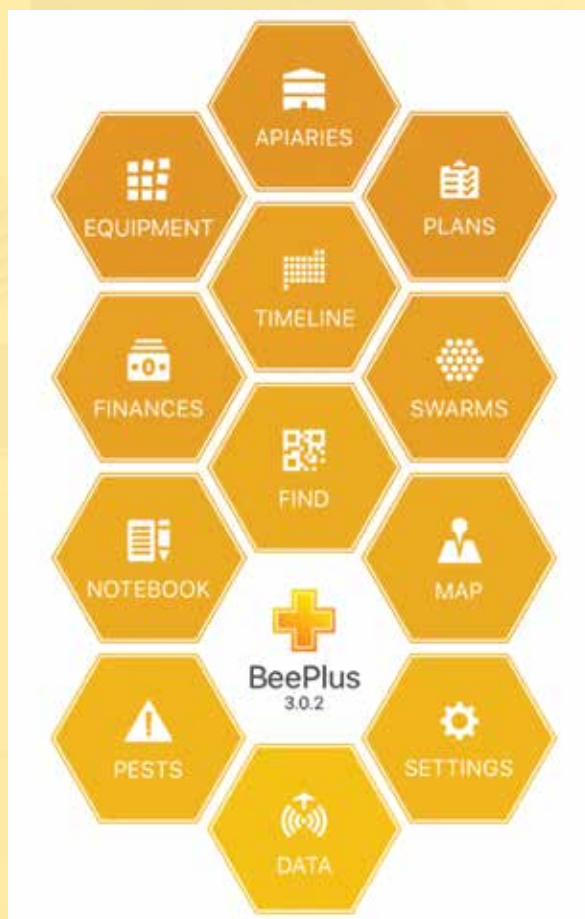 APIARIES
EQUIPMENT
PLANS
TIMELINE
FINANCES
SWARMS
FIND
NOTEBOOK
MAP
BeePlus
3.0.2
PESTS
SETTINGS
DATA